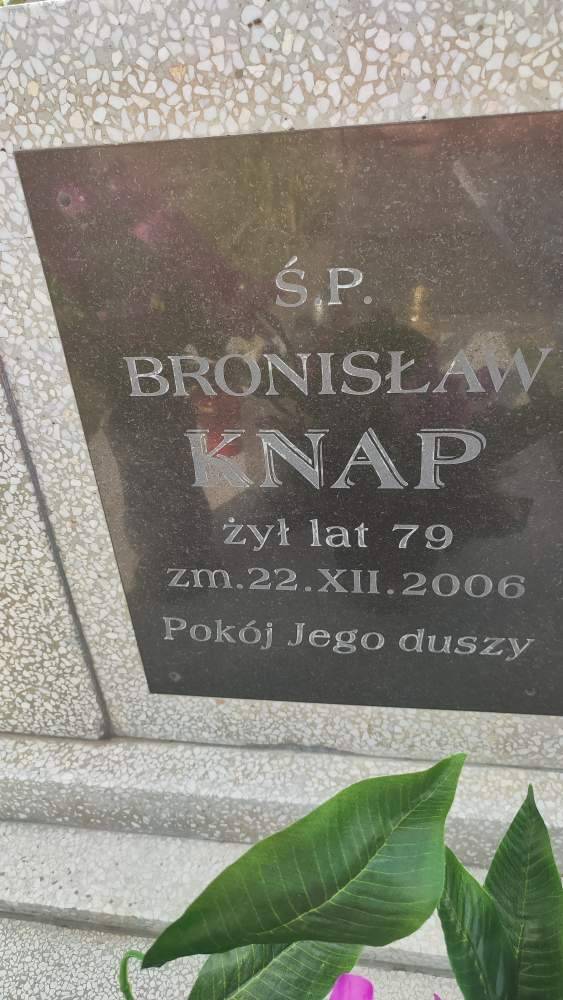 Ś.P.
BRONISŁAW
KNAP
żył lat 79
zm.22.XII.2006
Pokój Jego duszy